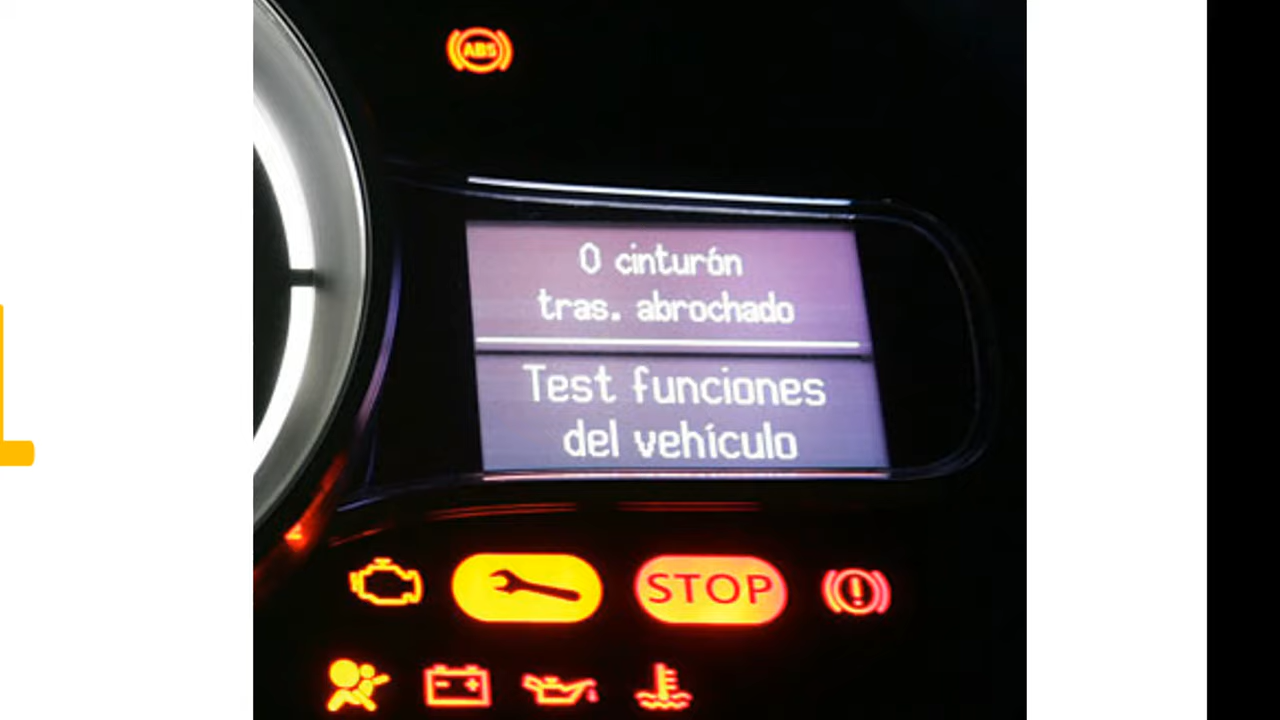 ABS
0 cinturón
tras. abrochado
Test funciones
del vehículo
STOP